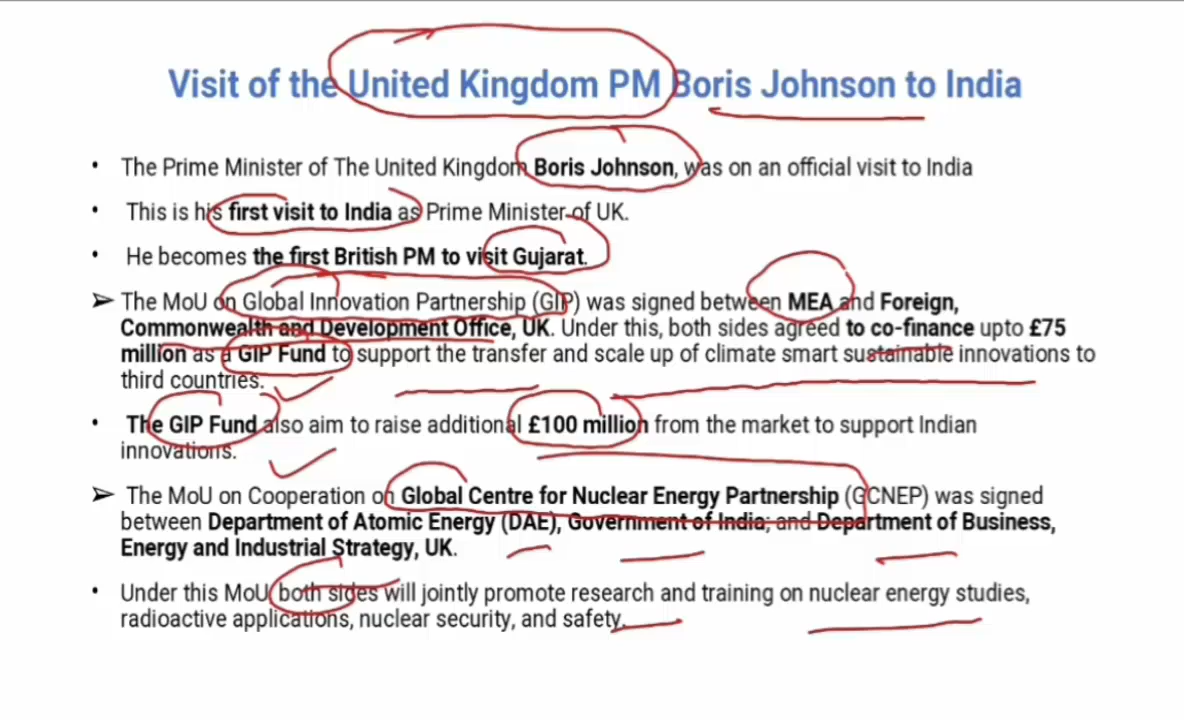 Visit of the United Kingdom PM Boris Johnson to India
• The Prime Minister of The United Kingdom Boris Johnson, was on an official visit to India
• This is his first visit to India as Prime Minister of UK.
• He becomes the first British PM to visit Gujarat.
➢ The MoU on Global Innovation Partnership (GIP) was signed between MEA and Foreign,
Commonwealth and Development Office, UK. Under this, both sides agreed to co-finance upto £75
million as a GIP Fund to support the transfer and scale up of climate smart sustainable innovations to
third countries.
• The GIP Fund also aim to raise additional £100 million from the market to support Indian
innovations.
➢ The MoU on Cooperation on Global Centre for Nuclear Energy Partnership (GCNEP) was signed
between Department of Atomic Energy (DAE), Government of India; and Department of Business,
Energy and Industrial Strategy, UK.
• Under this MoU both sides will jointly promote research and training on nuclear energy studies,
radioactive applications, nuclear security, and safety.